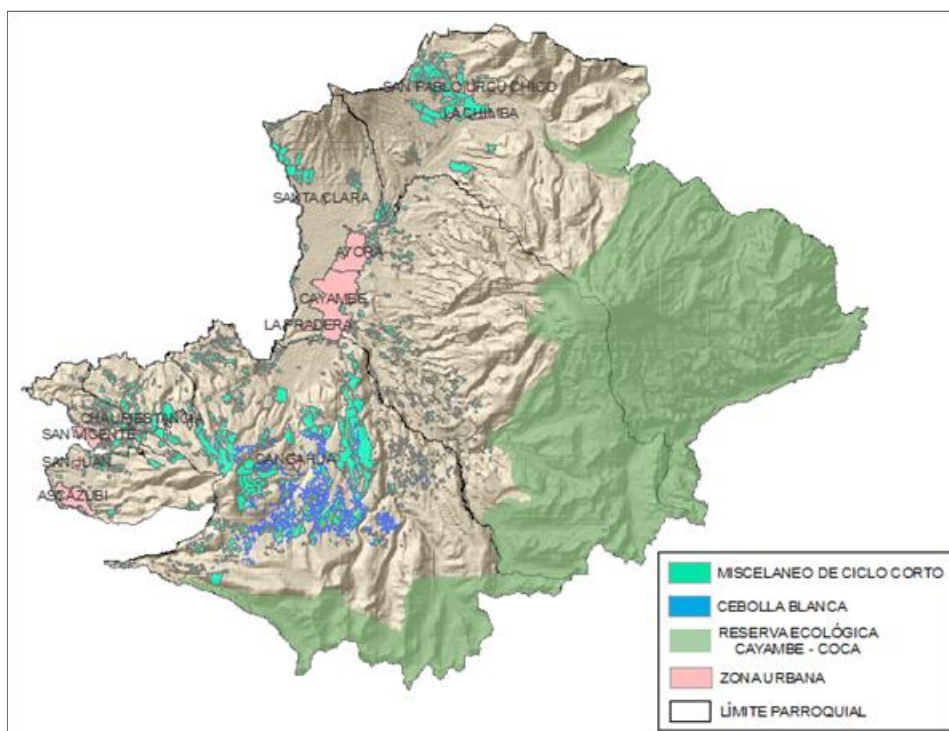 SAN PABLO URCU CHICO
LA CHIMBA
SANTA CLARA
AYORA
CAYAMBE
LA PRADERA
CHAUPIESTANCIA
SAN VICENTE
CANGAHUA
SAN JUAN
ASCAZUBI
MISCELANEO DE CICLO CORTO
CEBOLLA BLANCA
RESERVA ECOLÓGICA
CAYAMBE - COCA
ZONA URBANA
LÍMITE PARROQUIAL